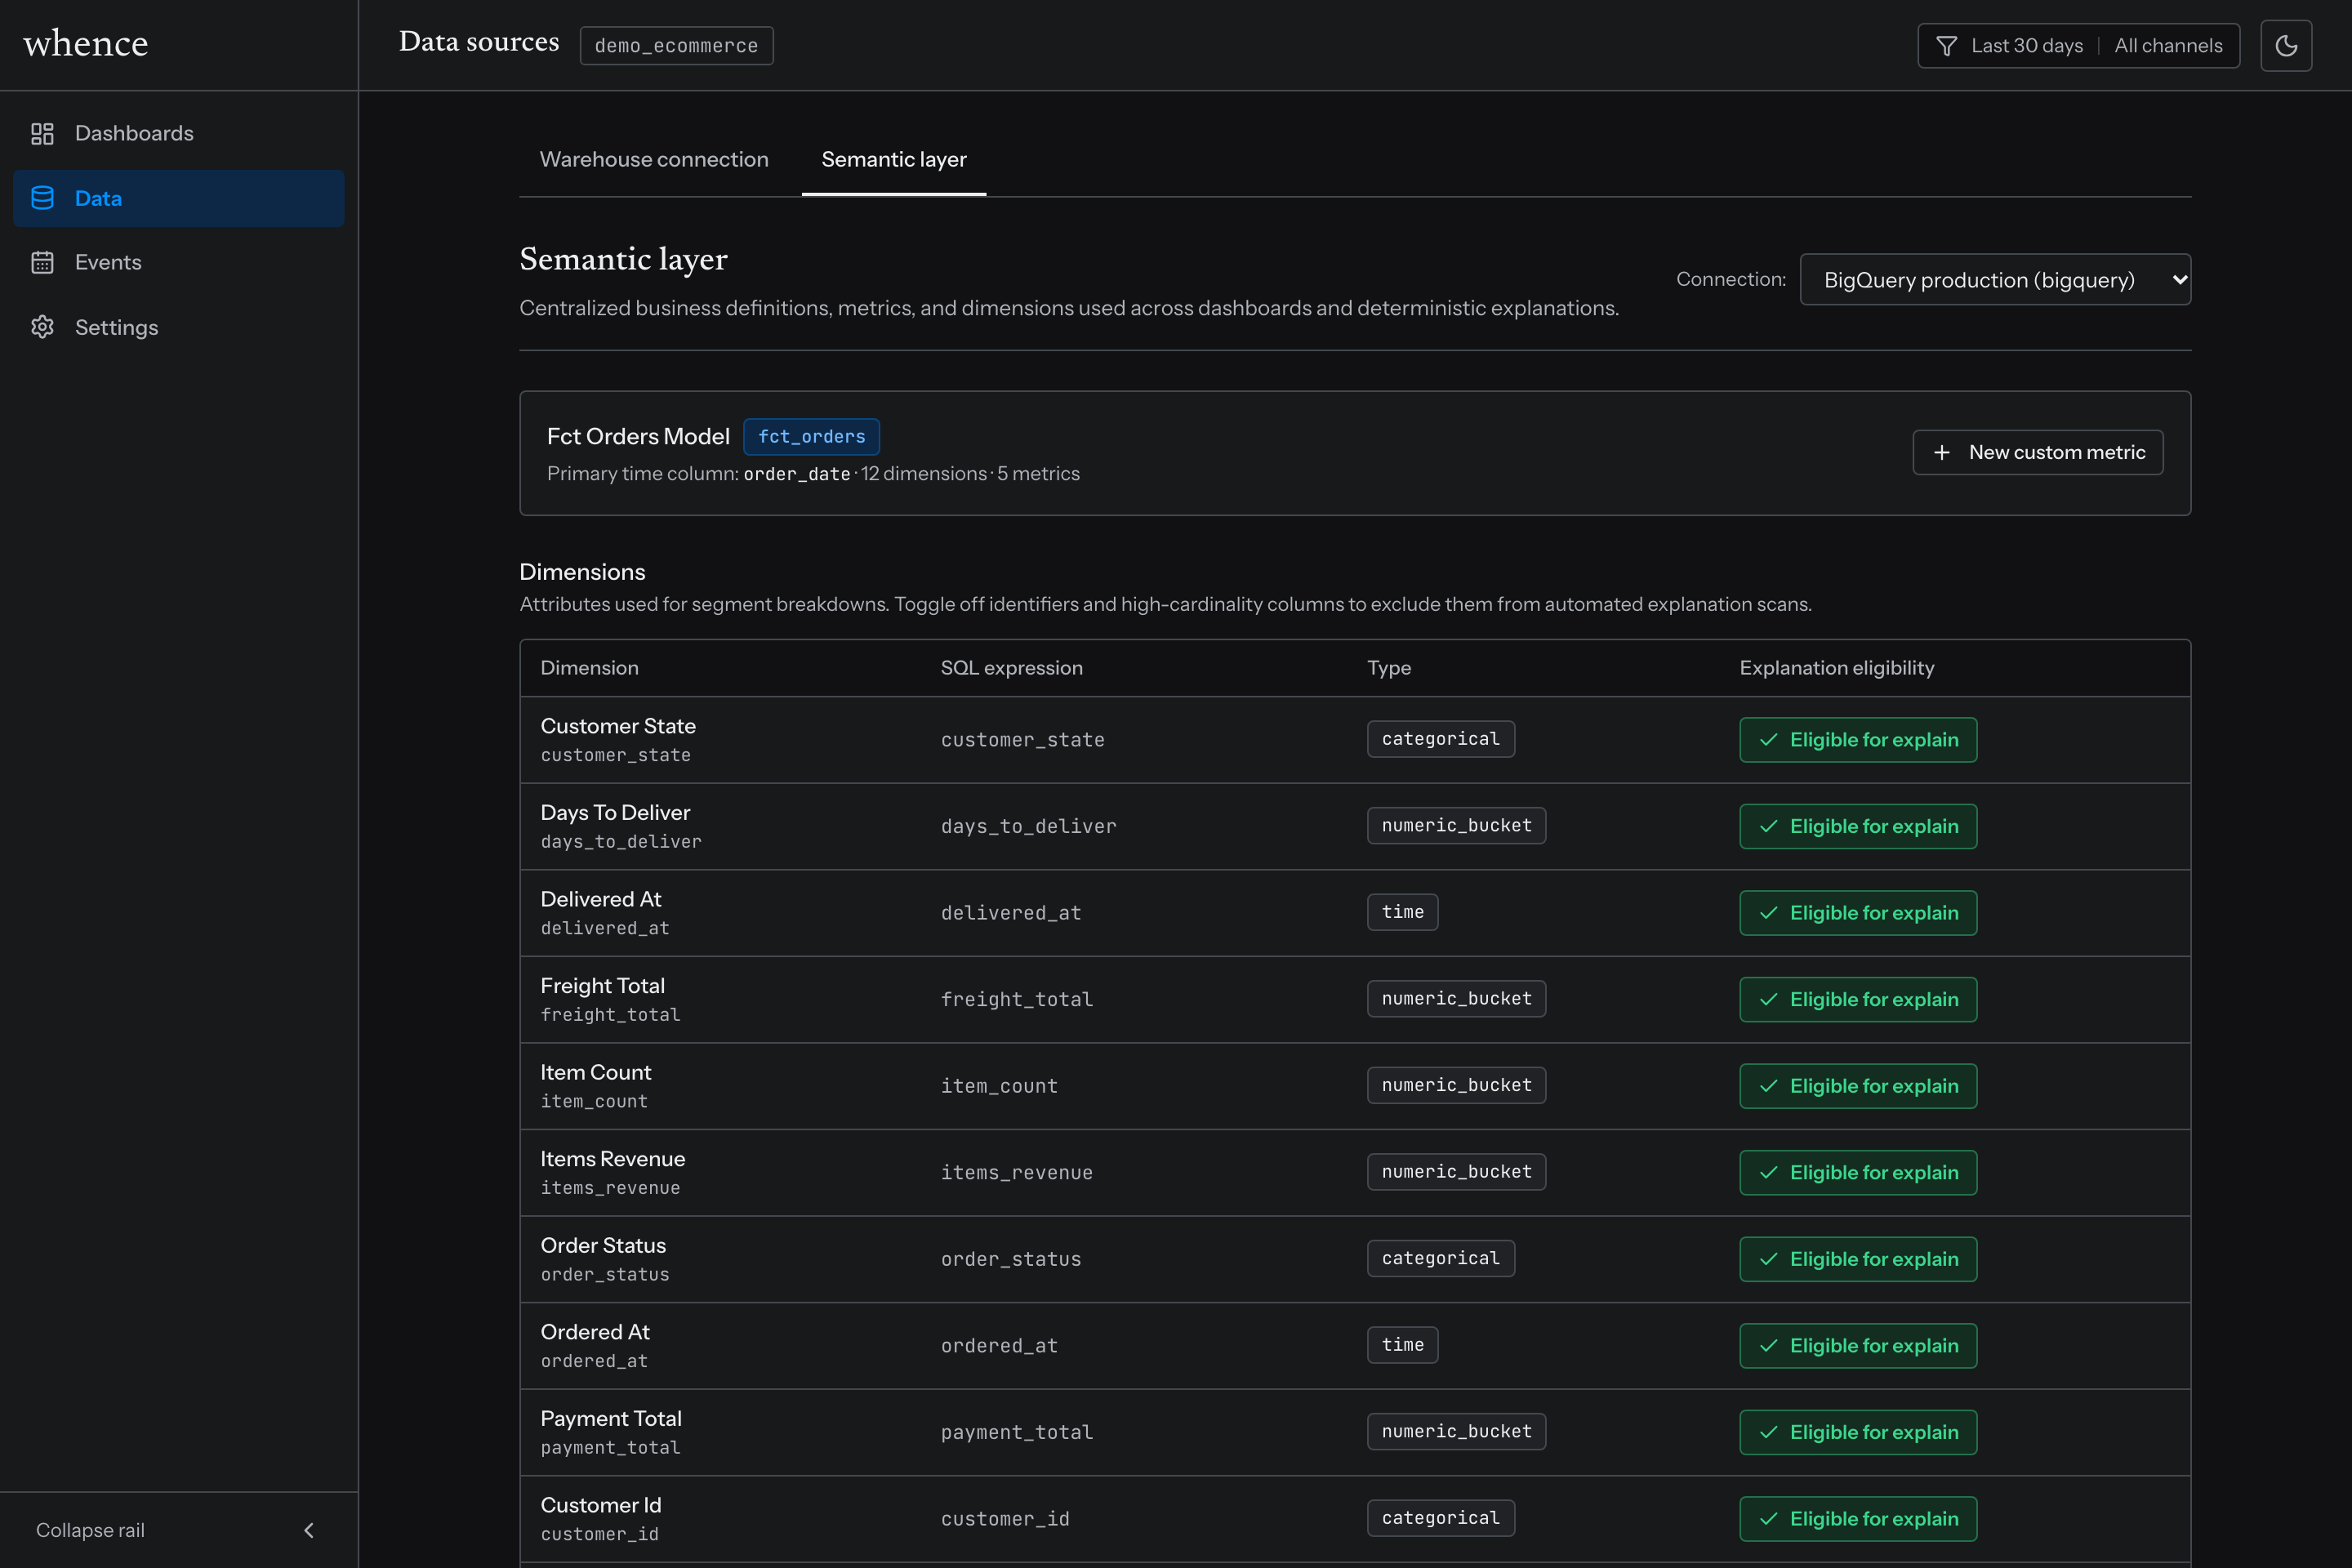 whence
Data sources
demo_ecommerce
Last 30 days | All channels
Dashboards
Data
Events
Settings
Warehouse connection
Semantic layer
Semantic layer
Centralized business definitions, metrics, and dimensions used across dashboards and deterministic explanations.
Connection:
BigQuery production (bigquery)
Fct Orders Model
fct_orders
Primary time column: order_date · 12 dimensions · 5 metrics
+ New custom metric
Dimensions
Attributes used for segment breakdowns. Toggle off identifiers and high-cardinality columns to exclude them from automated explanation scans.
Dimension SQL expression Type Explanation eligibility
Customer State
customer_state
customer_state
categorical
Eligible for explain
Days To Deliver
days_to_deliver
days_to_deliver
numeric_bucket
Eligible for explain
Delivered At
delivered_at
delivered_at
time
Eligible for explain
Freight Total
freight_total
freight_total
numeric_bucket
Eligible for explain
Item Count
item_count
item_count
numeric_bucket
Eligible for explain
Items Revenue
items_revenue
items_revenue
numeric_bucket
Eligible for explain
Order Status
order_status
order_status
categorical
Eligible for explain
Ordered At
ordered_at
ordered_at
time
Eligible for explain
Payment Total
payment_total
payment_total
numeric_bucket
Eligible for explain
Customer Id
customer_id
customer_id
categorical
Eligible for explain
Collapse rail